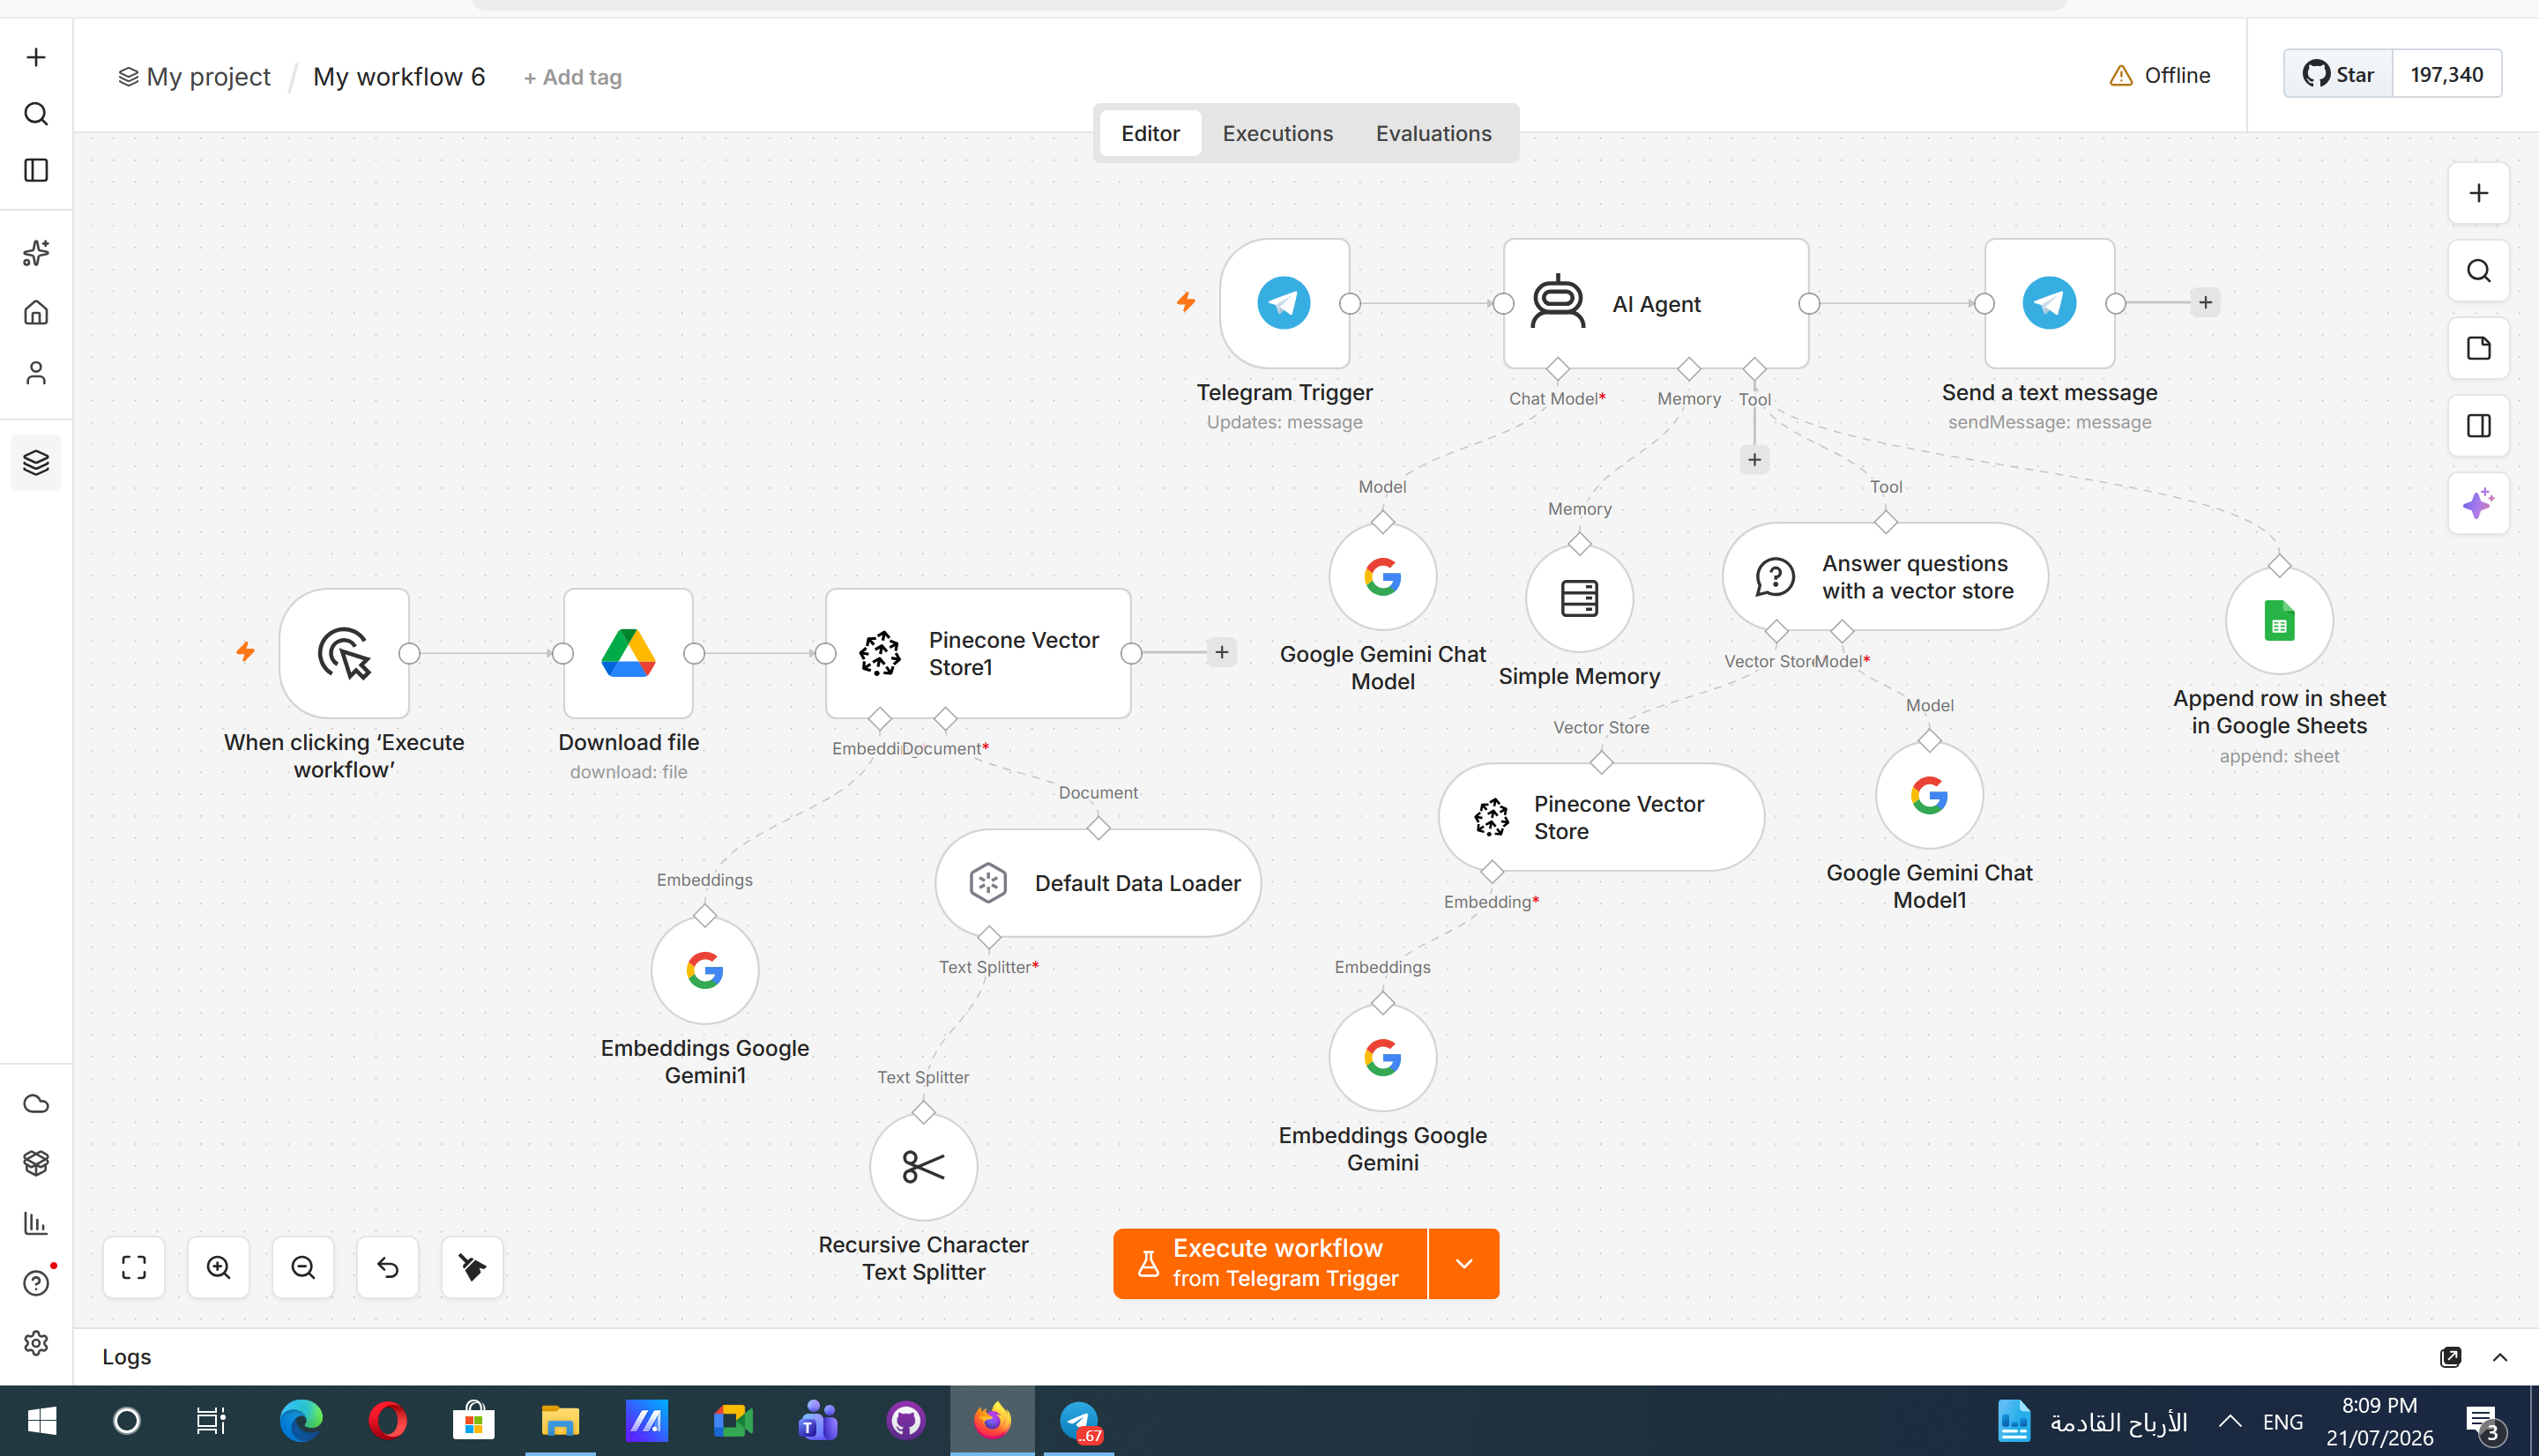 My project / My workflow 6 + Add tag
Offline
Star 197,340
Editor Executions Evaluations
AI Agent
Telegram Trigger
Updates: message
Chat Model*
Memory
Tool
Send a text message
sendMessage: message
Model
Memory
Tool
Google Gemini Chat
Model
Simple Memory
Answer questions
with a vector store
Vector Stor
Model*
Append row in sheet
in Google Sheets
append: sheet
When clicking ‘Execute
workflow’
Download file
download: file
Pinecone Vector
Store1
Embeddi
Document*
Document
Default Data Loader
Embeddings
Text Splitter*
Embeddings Google
Gemini1
Text Splitter
Recursive Character
Text Splitter
Vector Store
Pinecone Vector
Store
Embedding*
Model
Google Gemini Chat
Model1
Embeddings
Embeddings Google
Gemini
Execute workflow
from Telegram Trigger
Logs
..67
الأرباح القادمة
ENG
8:09 PM
21/07/2026
3